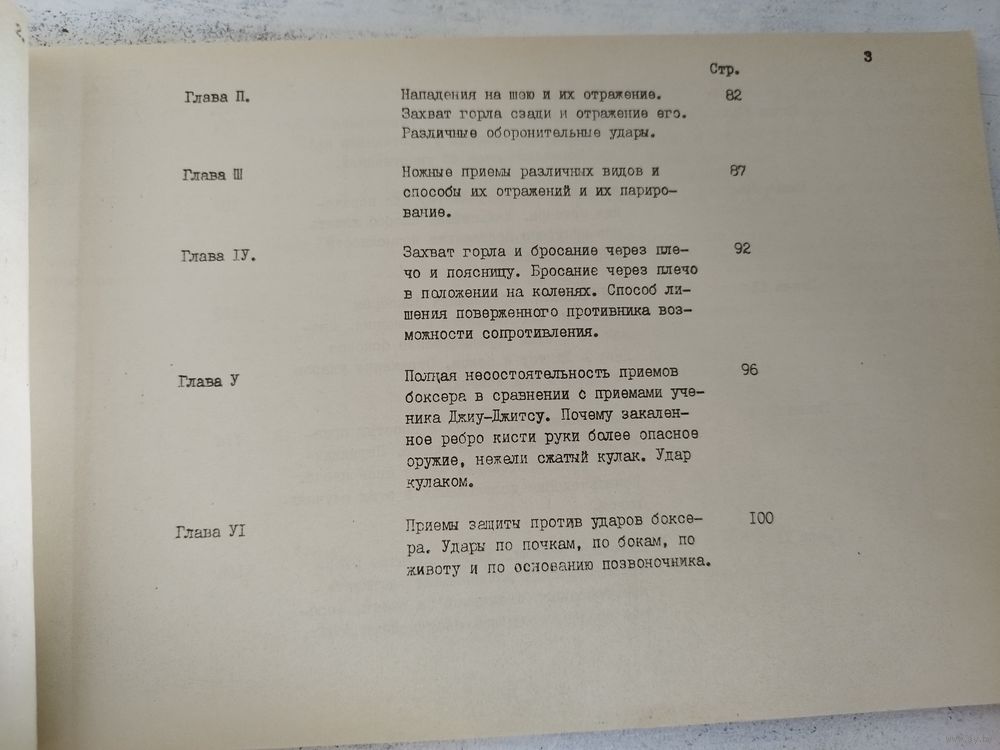 3
Стр.
Глава П. Нападения на шею и их отражение. 82
Захват горла сзади и отражение его.
Различные оборонительные удары.
Глава Ш Ножные приемы различных видов и 87
способы их отражений и их париро-
вание.
Глава IУ. Захват горла и бросание через пле- 92
чо и поясницу. Бросание через плечо
в положении на коленях. Способ ли-
шения поверженного противника воз-
можности сопротивления.
Глава У Полная несостоятельность приемов 96
боксера в сравнении с приемами уче-
ника Джиу-Джитсу. Почему закален-
ное ребро кисти руки более опасное
оружие, нежели сжатый кулак. Удар
кулаком.
Глава УI Приемы защиты против ударов боксе- I00
ра. Удары по почкам, по бокам, по
животу и по основанию позвоночника.